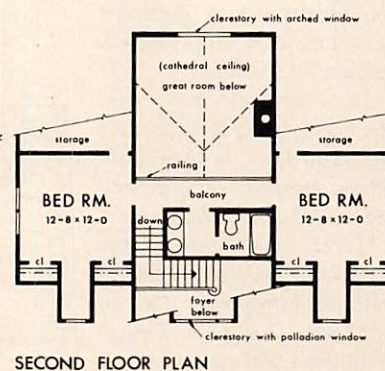 clerestory with arched window
(cathedral ceiling)
great room below
storage
storage
railing
balcony
BED RM.
12-8 x 12-0
BED RM.
12-8 x 12-0
down
bath
cl
cl
cl
cl
foyer
below
clerestory with palladian window
SECOND FLOOR PLAN